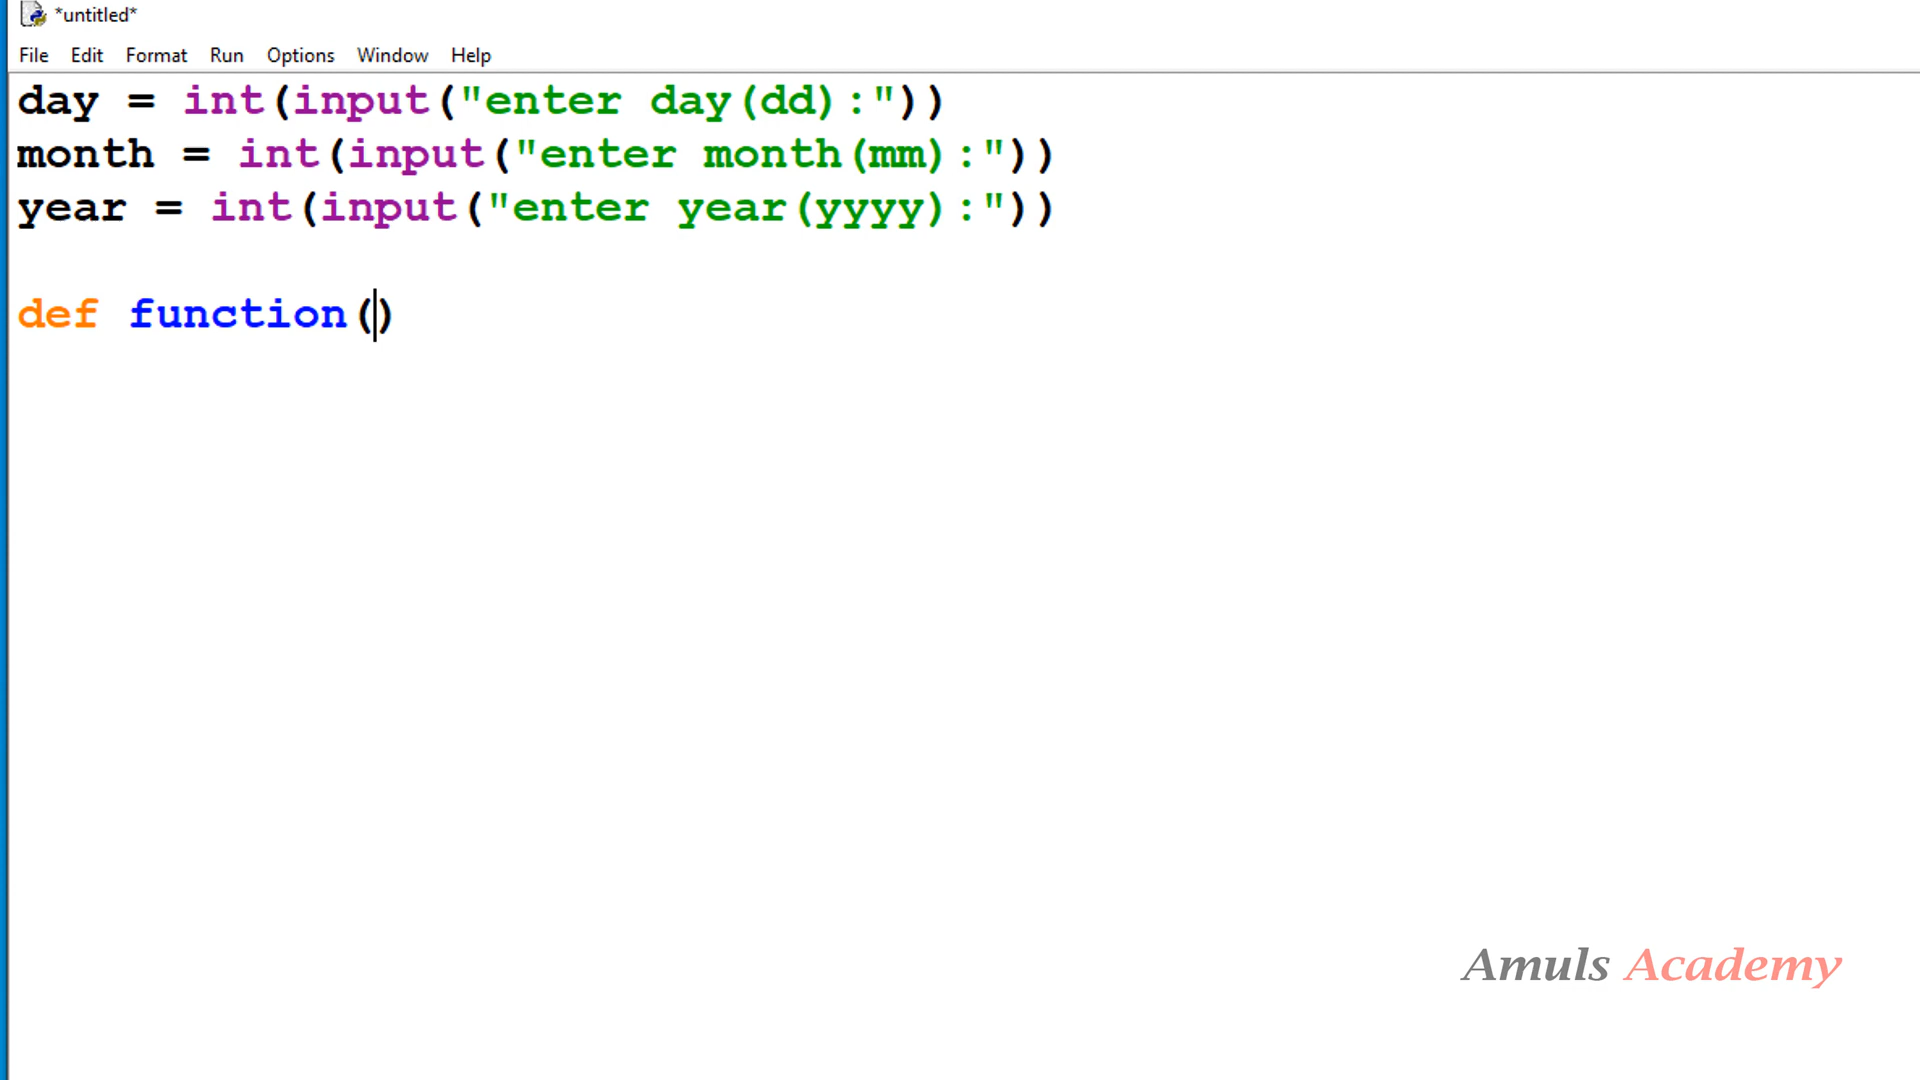 *untitled*
File Edit Format Run Options Window Help
day = int(input("enter day(dd):"))
month = int(input("enter month(mm):"))
year = int(input("enter year(yyyy):"))
def function()
Amuls Academy